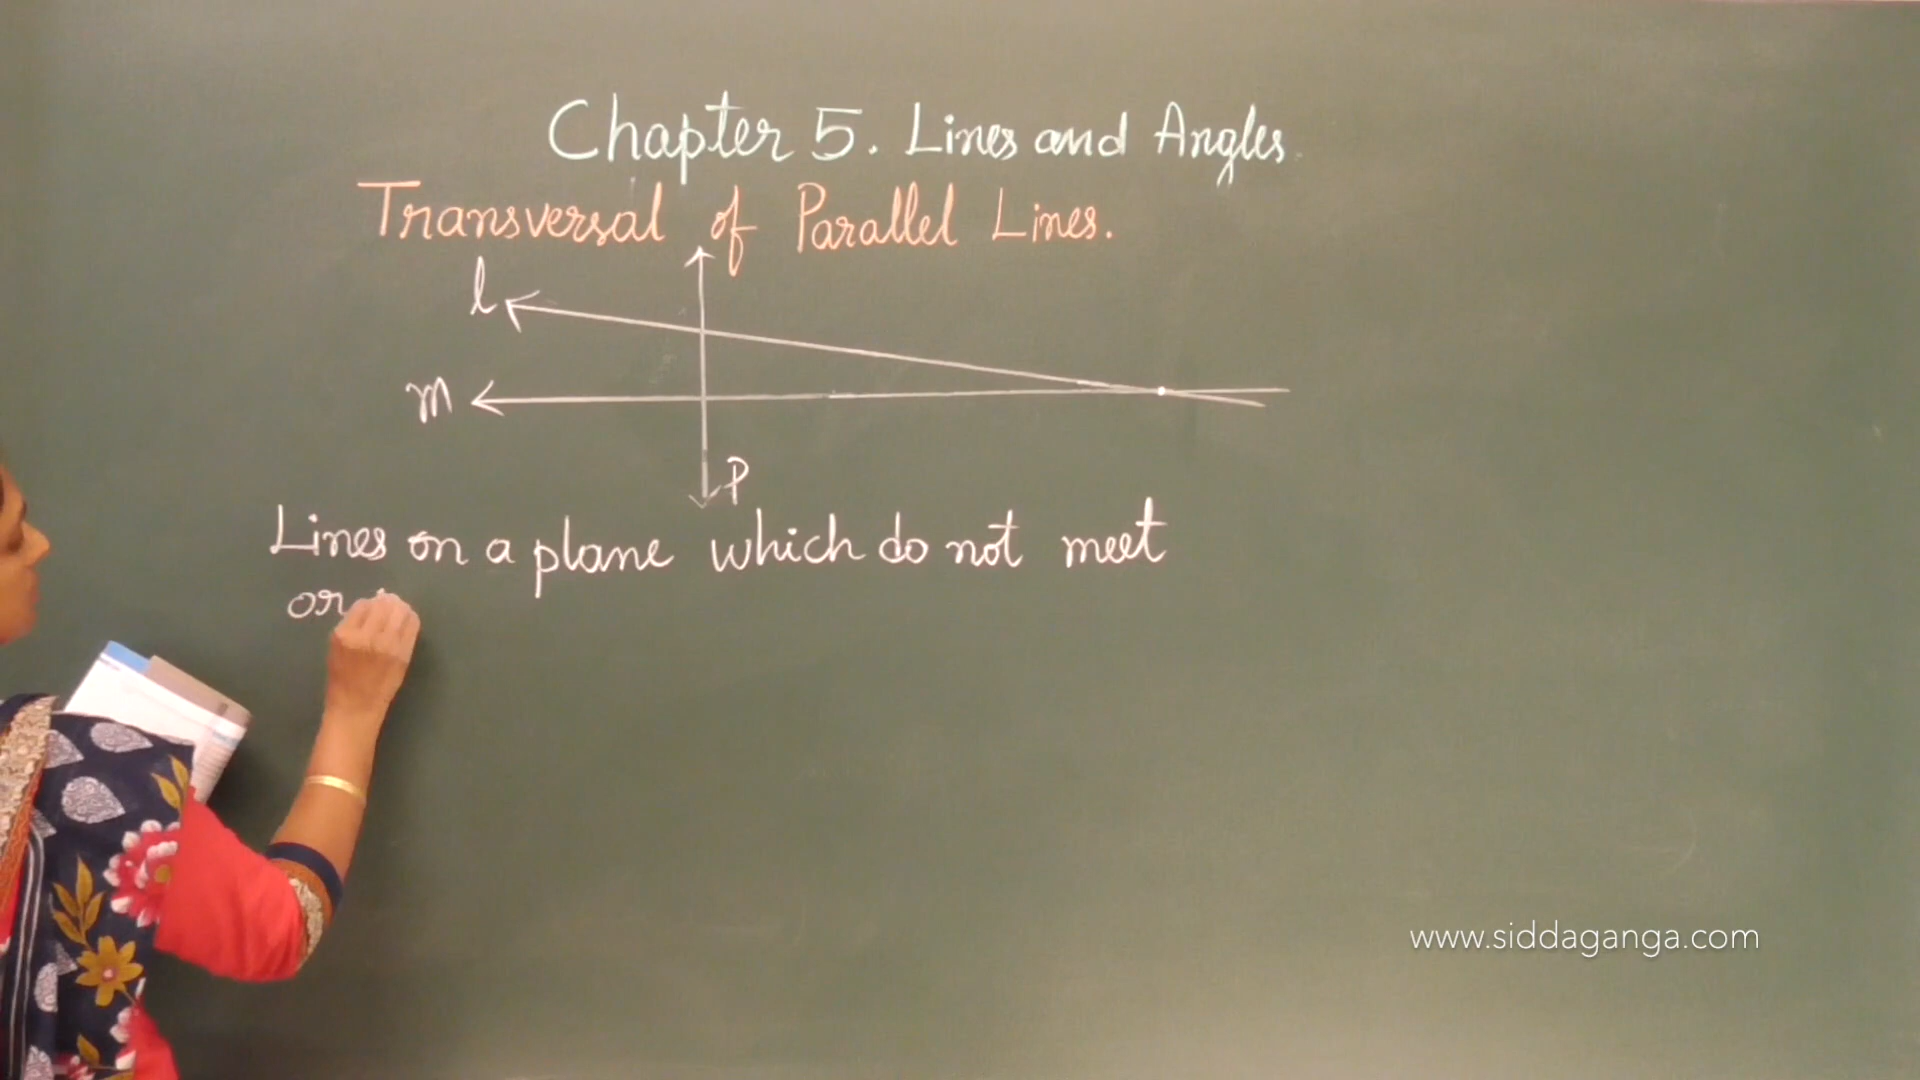 Chapter 5. Lines and Angles
Transversal of Parallel Lines.
l
m
P
Lines on a plane which do not meet
or
www.siddaganga.com